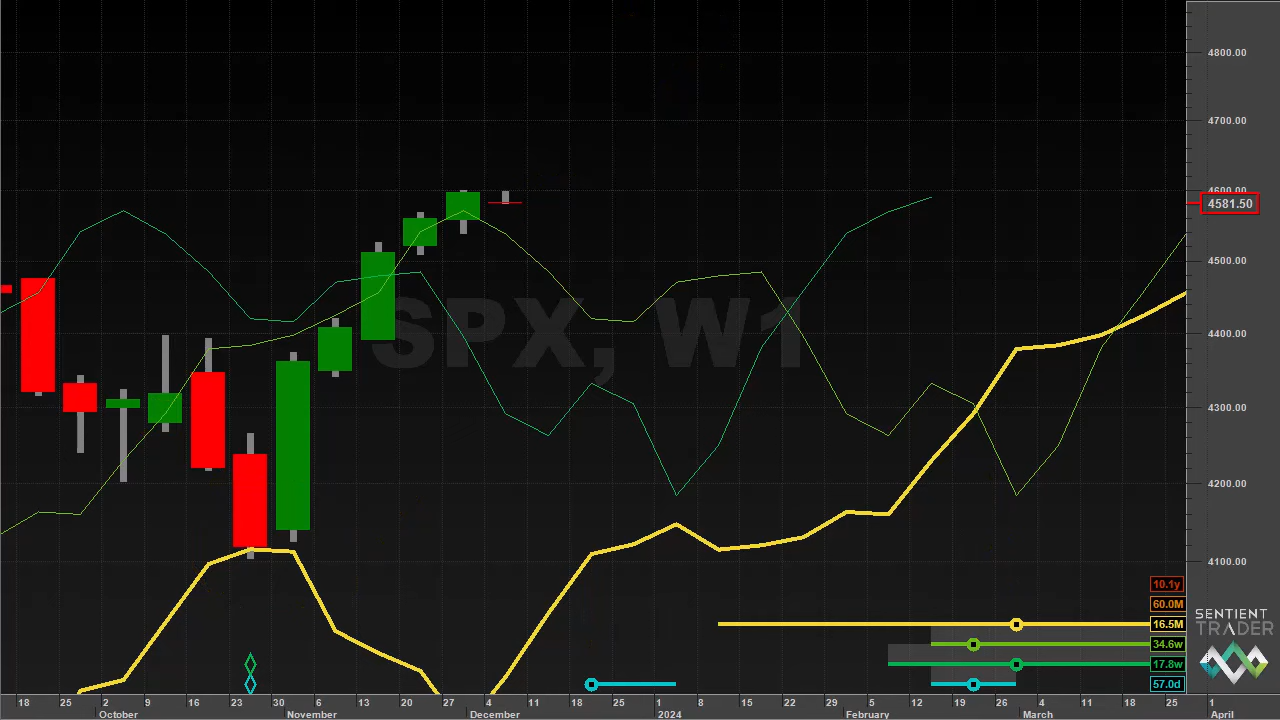 4800.00
4700.00
4600.00
4581.50
4500.00
SPX, W1
4400.00
4300.00
4200.00
4100.00
10.1y
60.0M
16.5M
34.6w
17.8w
57.0d
SENTIENT
TRADER
18 25 2 9 16 23 30 6 13 20 27 4 11 18 25 1 8 15 22 29 5 12 19 26 4 11 18 25 1
October November December 2024 February March April